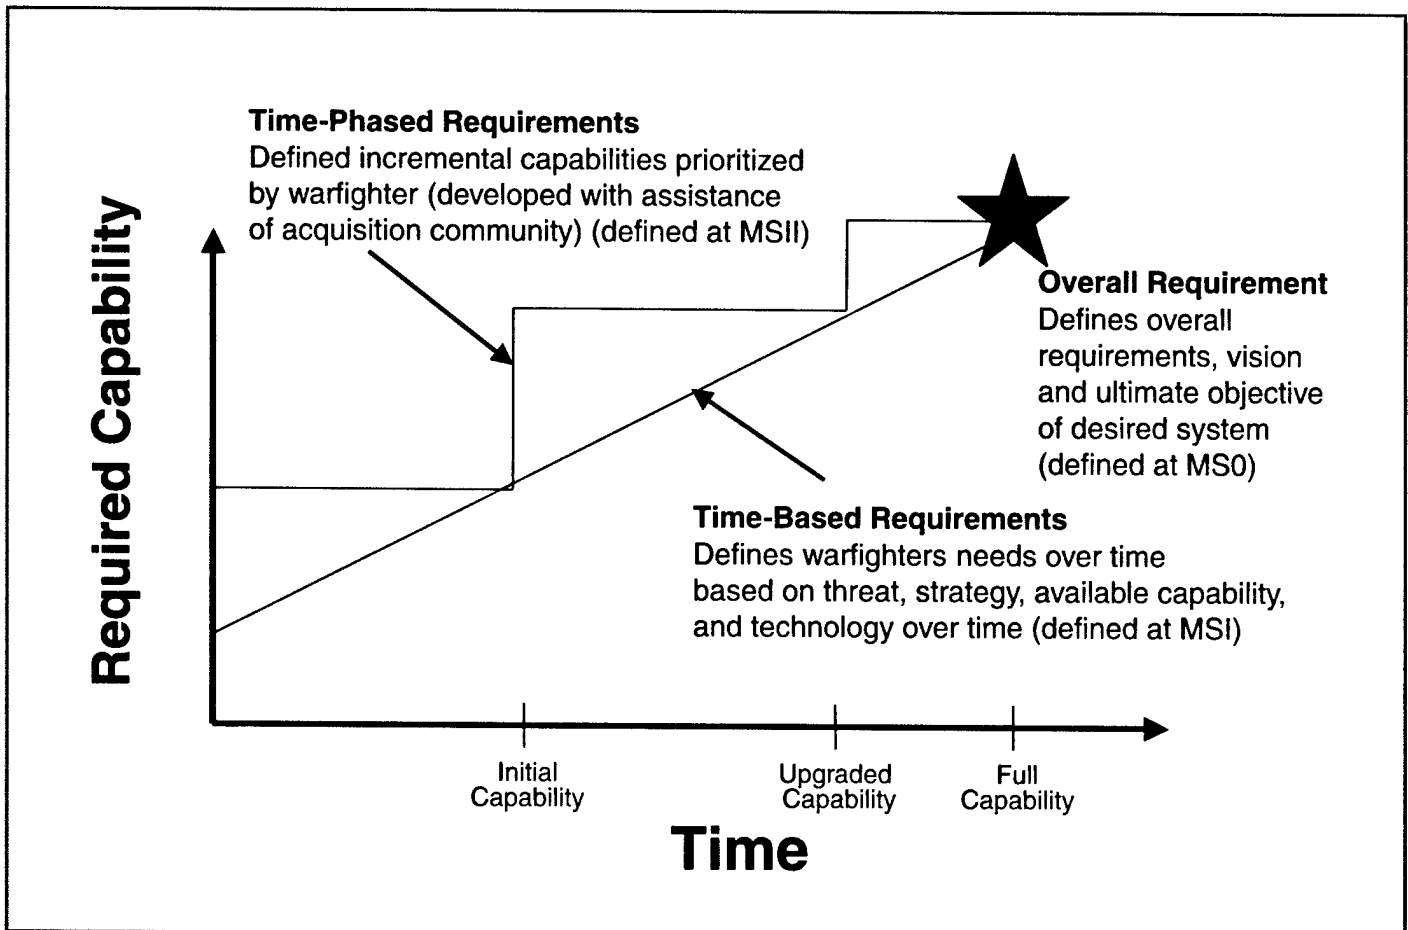 Time-Phased Requirements
Defined incremental capabilities prioritized
by warfighter (developed with assistance
of acquisition community) (defined at MSII)
Required Capability
Overall Requirement
Defines overall
requirements, vision
and ultimate objective
of desired system
(defined at MS0)
Time-Based Requirements
Defines warfighters needs over time
based on threat, strategy, available capability,
and technology over time (defined at MSI)
Initial
Capability
Upgraded
Capability
Full
Capability
Time